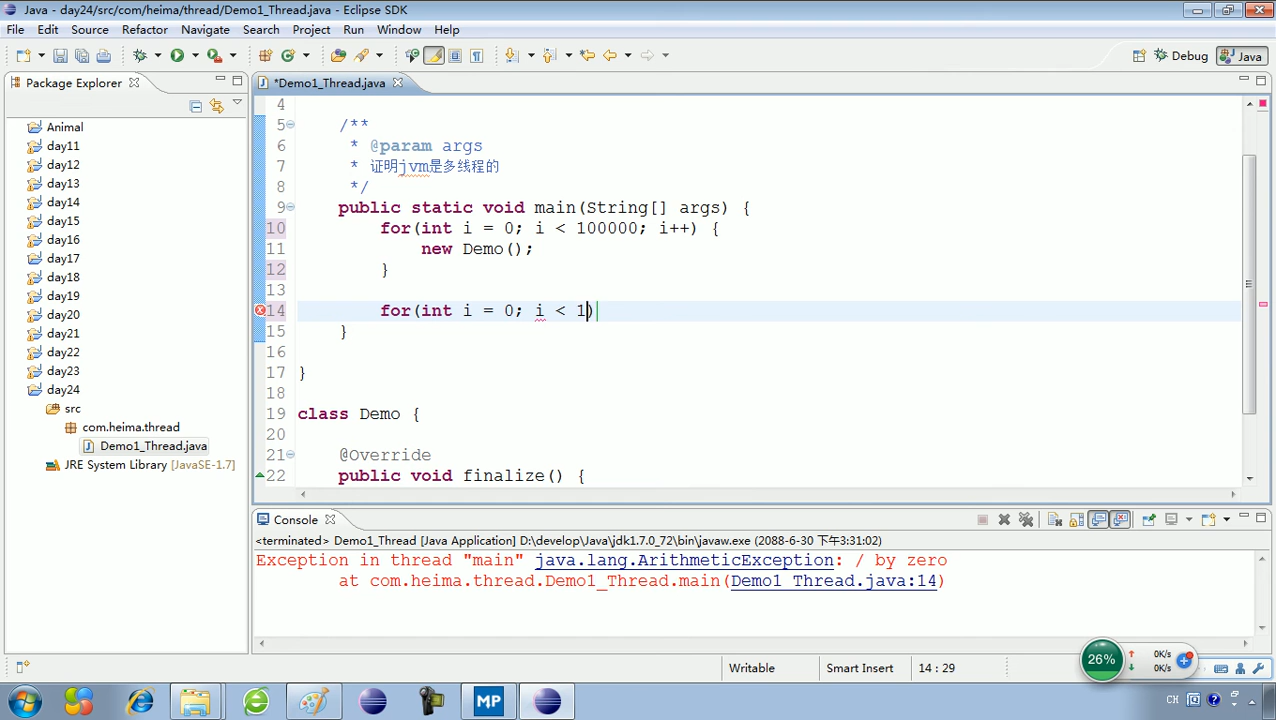 Java - day24/src/com/heima/thread/Demo1_Thread.java - Eclipse SDK
File Edit Source Refactor Navigate Search Project Run Window Help
Debug Java
Package Explorer
*Demo1_Thread.java
Animal
day11
day12
day13
day14
day15
day16
day17
day18
day19
day20
day21
day22
day23
day24
src
com.heima.thread
Demo1_Thread.java
JRE System Library [JavaSE-1.7]
4
5 /**
6 * @param args
7 * 证明jvm是多线程的
8 */
9 public static void main(String[] args) {
10 for(int i = 0; i < 100000; i++) {
11 new Demo();
12 }
13
14 for(int i = 0; i < 1)
15 }
16
17 }
18
19 class Demo {
20
21 @Override
22 public void finalize() {
Console
<terminated> Demo1_Thread [Java Application] D:\develop\Java\jdk1.7.0_72\bin\javaw.exe (2088-6-30 下午3:31:02)
Exception in thread "main" java.lang.ArithmeticException: / by zero
at com.heima.thread.Demo1_Thread.main(Demo1_Thread.java:14)
Writable Smart Insert 14 : 29
26% 0K/s
0K/s
MP
CH